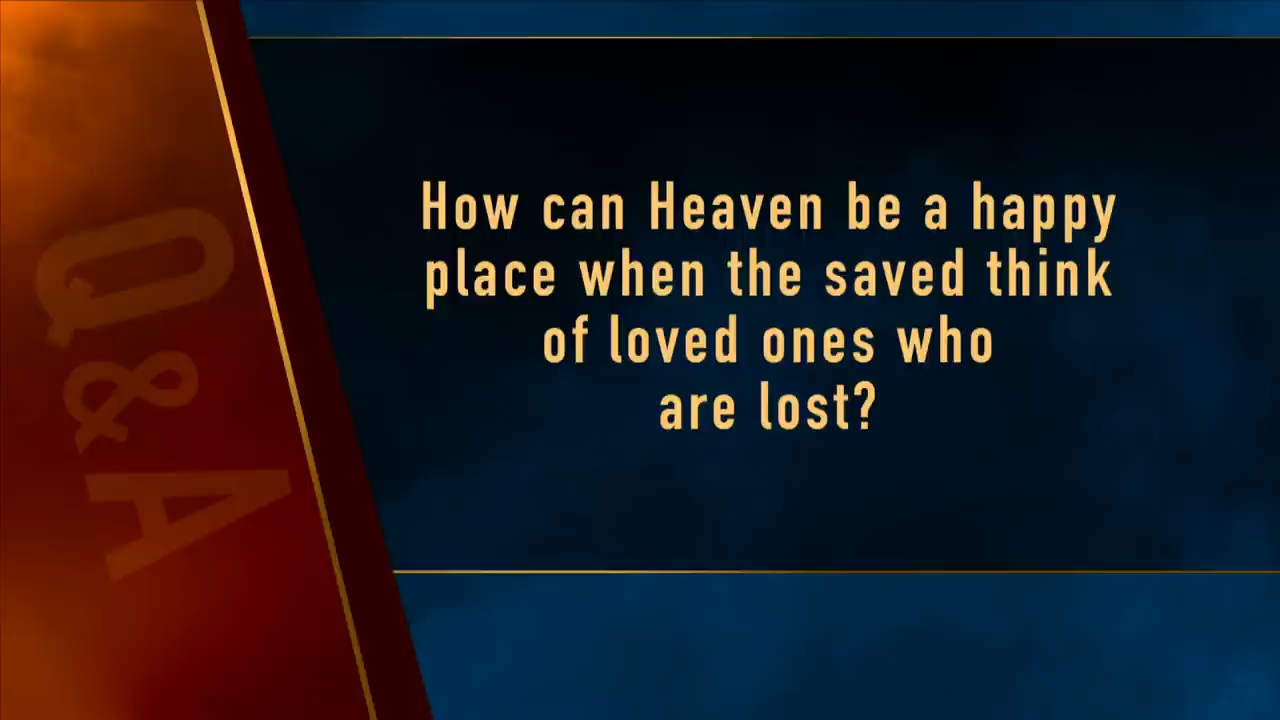 Q&A
How can Heaven be a happy
place when the saved think
of loved ones who
are lost?